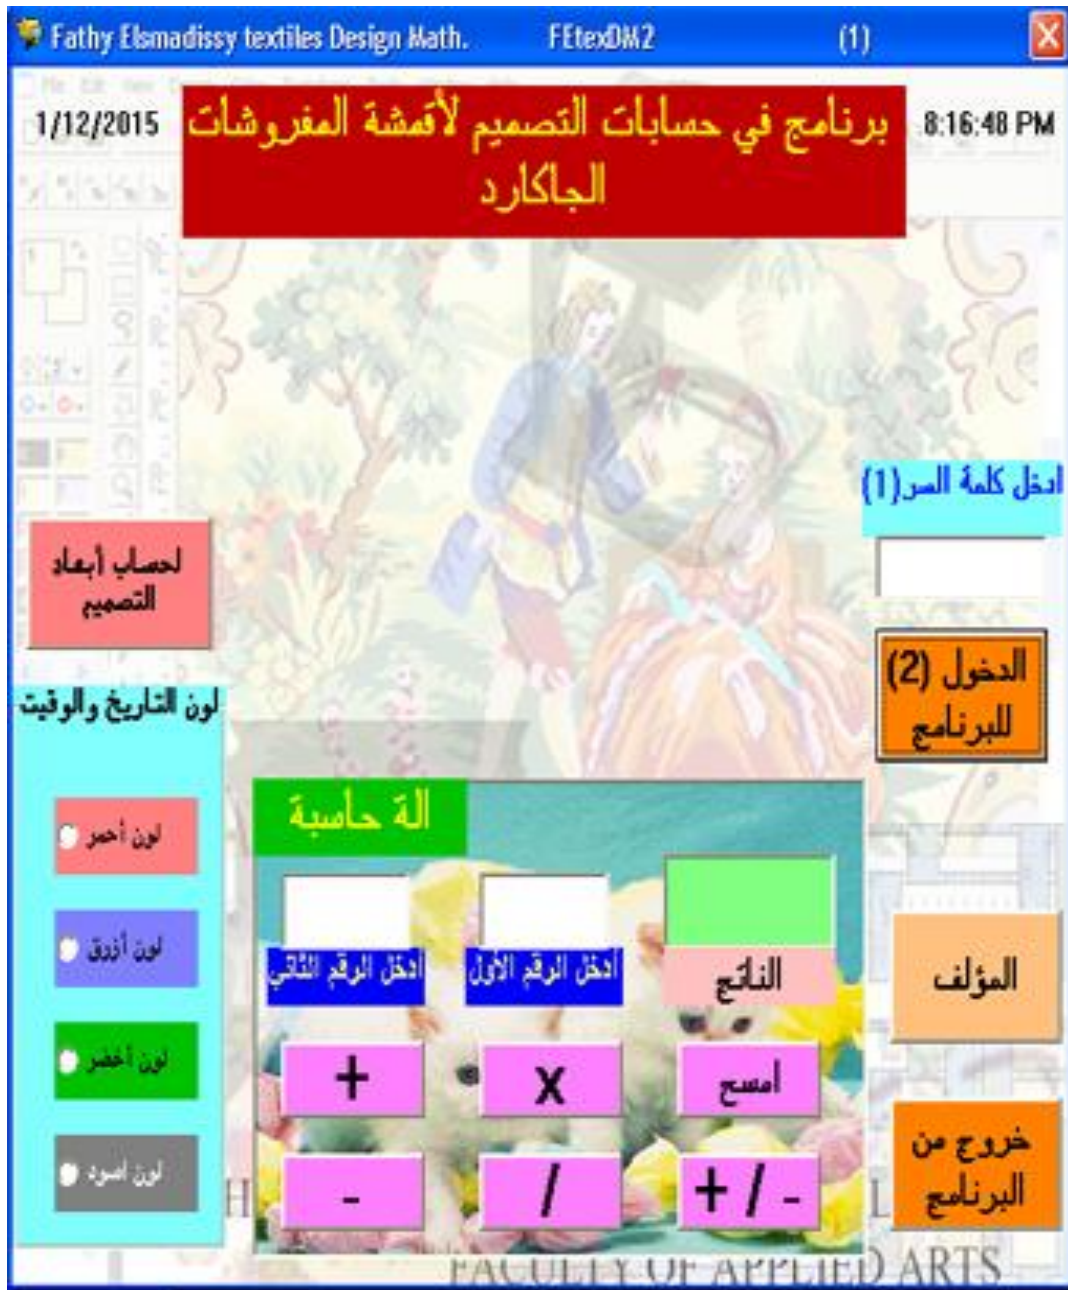 Fathy Elsmadissy textiles Design Math. FEtexDM2 (1)
1/12/2015
برنامج في حسابات التصميم لأقمشة المفروشات
الجاكارد
8:16:48 PM
ادخل كلمة السر(1)
لحساب أبعاد
التصميم
الدخول (2)
للبرنامج
لون التاريخ والوقيت
لون أحمر
لون أزرق
لون أخضر
لون اسود
الة حاسبة
الناتج
أدخل الرقم الأول
أدخل الرقم الثاني
+
x
امسح
-
/
+ / -
المؤلف
خروج من
البرنامج
FACULTY OF APPLIED ARTS